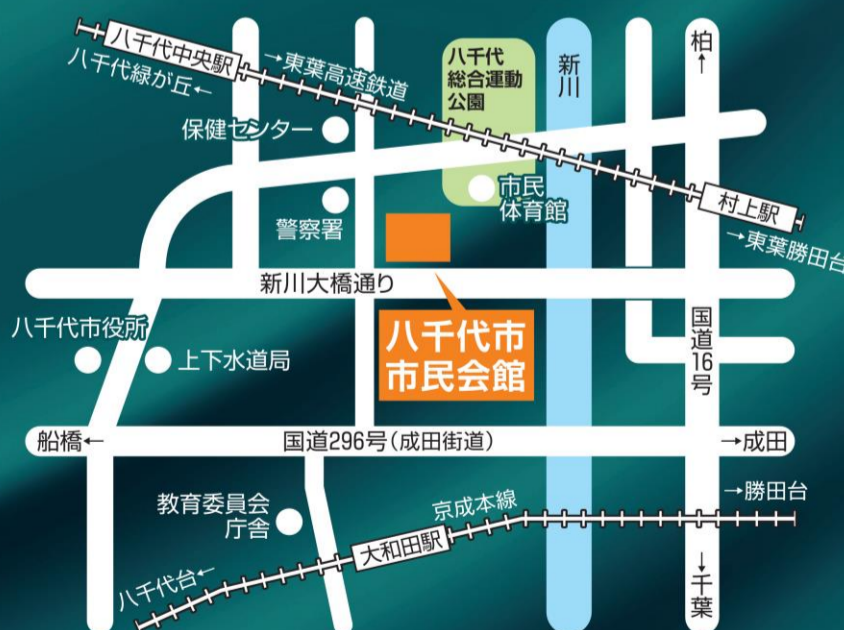 八千代中央駅
八千代緑が丘←
→東葉高速鉄道
八千代
総合運動
公園
新川
柏
↑
保健センター
市民
体育館
村上駅
→東葉勝田台
警察署
新川大橋通り
八千代市役所
上下水道局
八千代市
市民会館
国道16号
船橋←
国道296号(成田街道)
→成田
教育委員会
庁舎
京成本線
→勝田台
大和田駅
八千代台←
↓
千葉